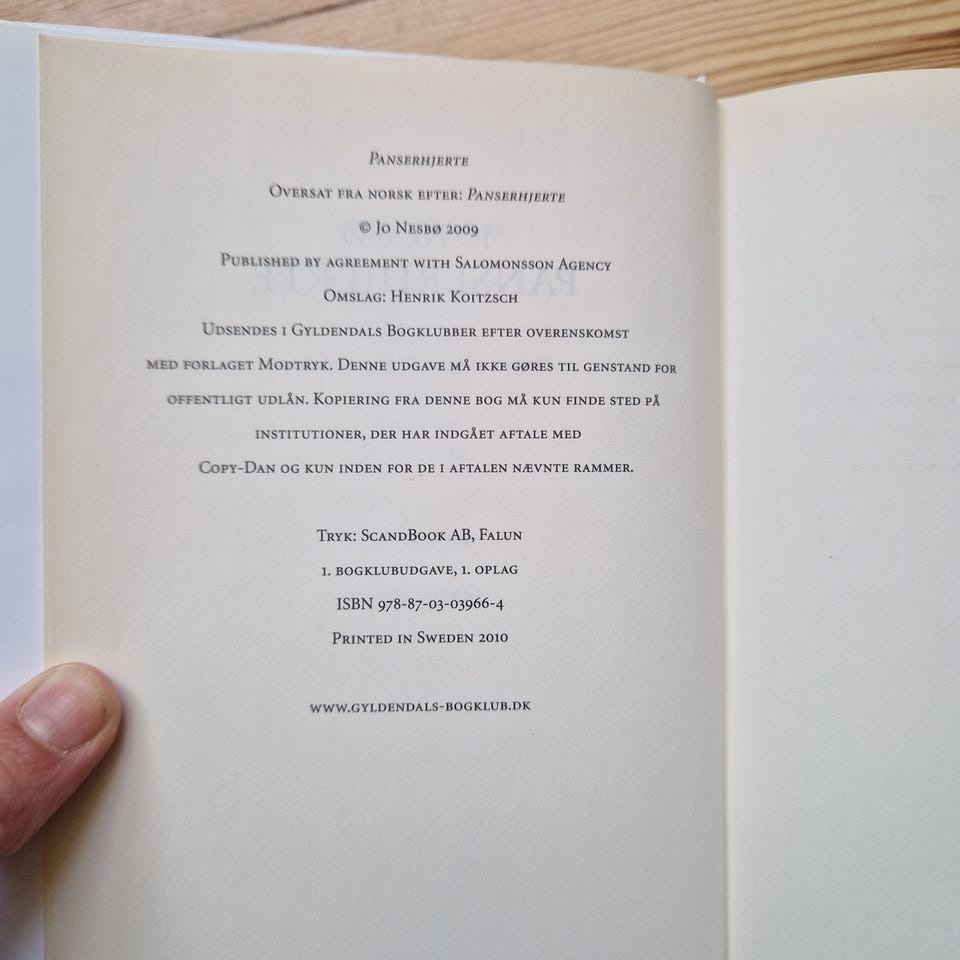 Panserhjerte
Oversat fra norsk efter: Panserhjerte
© Jo Nesbø 2009
Published by agreement with Salomonsson Agency
Omslag: Henrik Koitzsch
Udsendes i Gyldendals Bogklubber efter overenskomst
med forlaget Modtryk. Denne udgave må ikke gøres til genstand for
offentligt udlån. Kopiering fra denne bog må kun finde sted på
institutioner, der har indgået aftale med
Copy-Dan og kun inden for de i aftalen nævnte rammer.
Tryk: ScandBook AB, Falun
1. bogklubudgave, 1. oplag
ISBN 978-87-03-03966-4
Printed in Sweden 2010
www.gyldendals-bogklub.dk